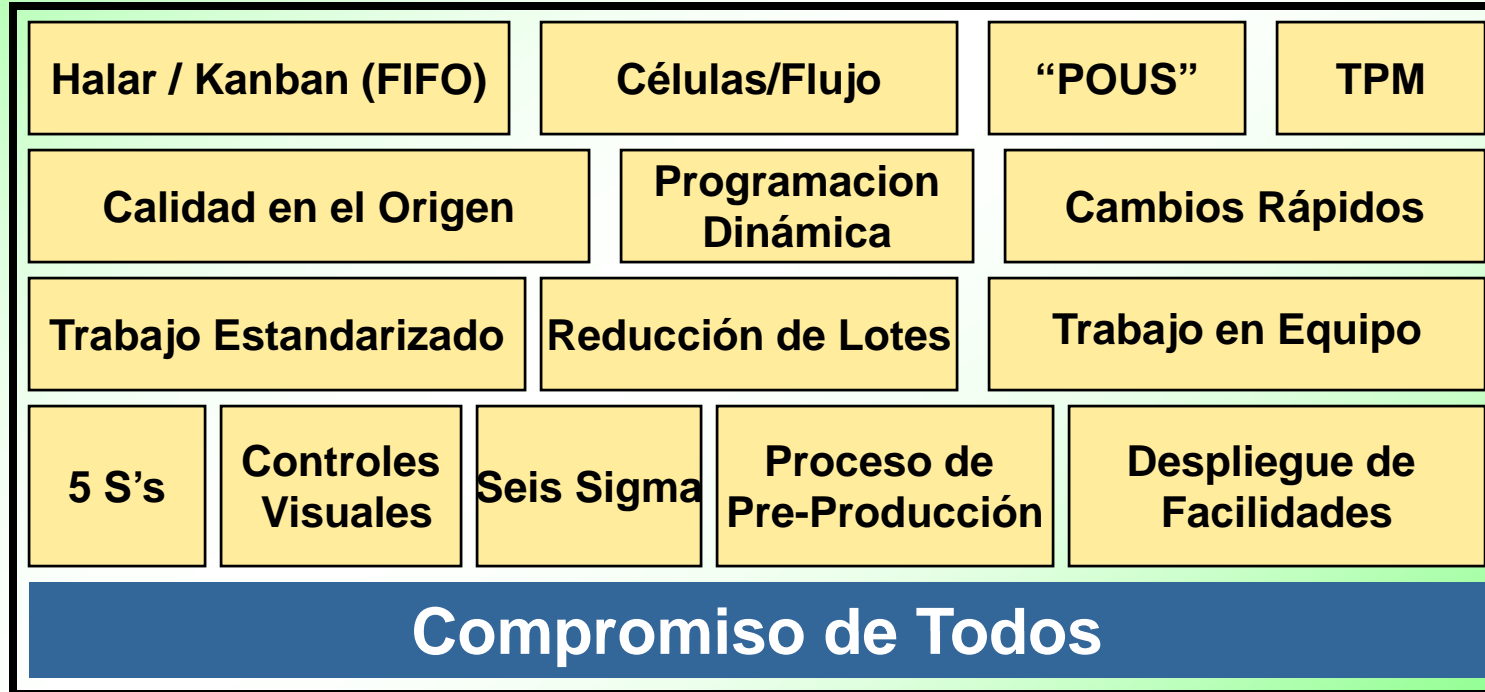 Halar / Kanban (FIFO)
Células/Flujo
“POUS”
TPM
Calidad en el Origen
Programacion
Dinámica
Cambios Rápidos
Trabajo Estandarizado
Reducción de Lotes
Trabajo en Equipo
5 S’s
Controles
Visuales
Seis Sigma
Proceso de
Pre-Producción
Despliegue de
Facilidades
Compromiso de Todos